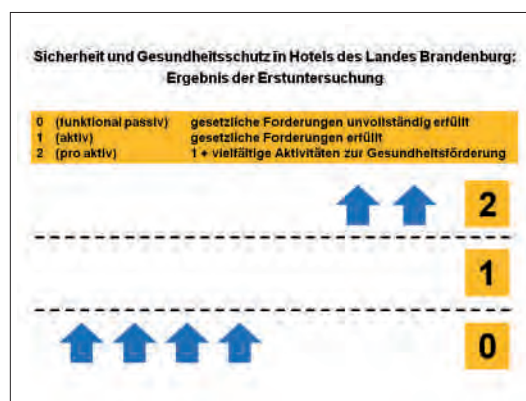 Sicherheit und Gesundheitsschutz in Hotels des Landes Brandenburg:
Ergebnis der Erstuntersuchung
0 (funktional passiv) gesetzliche Forderungen unvollständig erfüllt
1 (aktiv) gesetzliche Forderungen erfüllt
2 (pro aktiv) 1 + vielfältige Aktivitäten zur Gesundheitsförderung
2
1
0